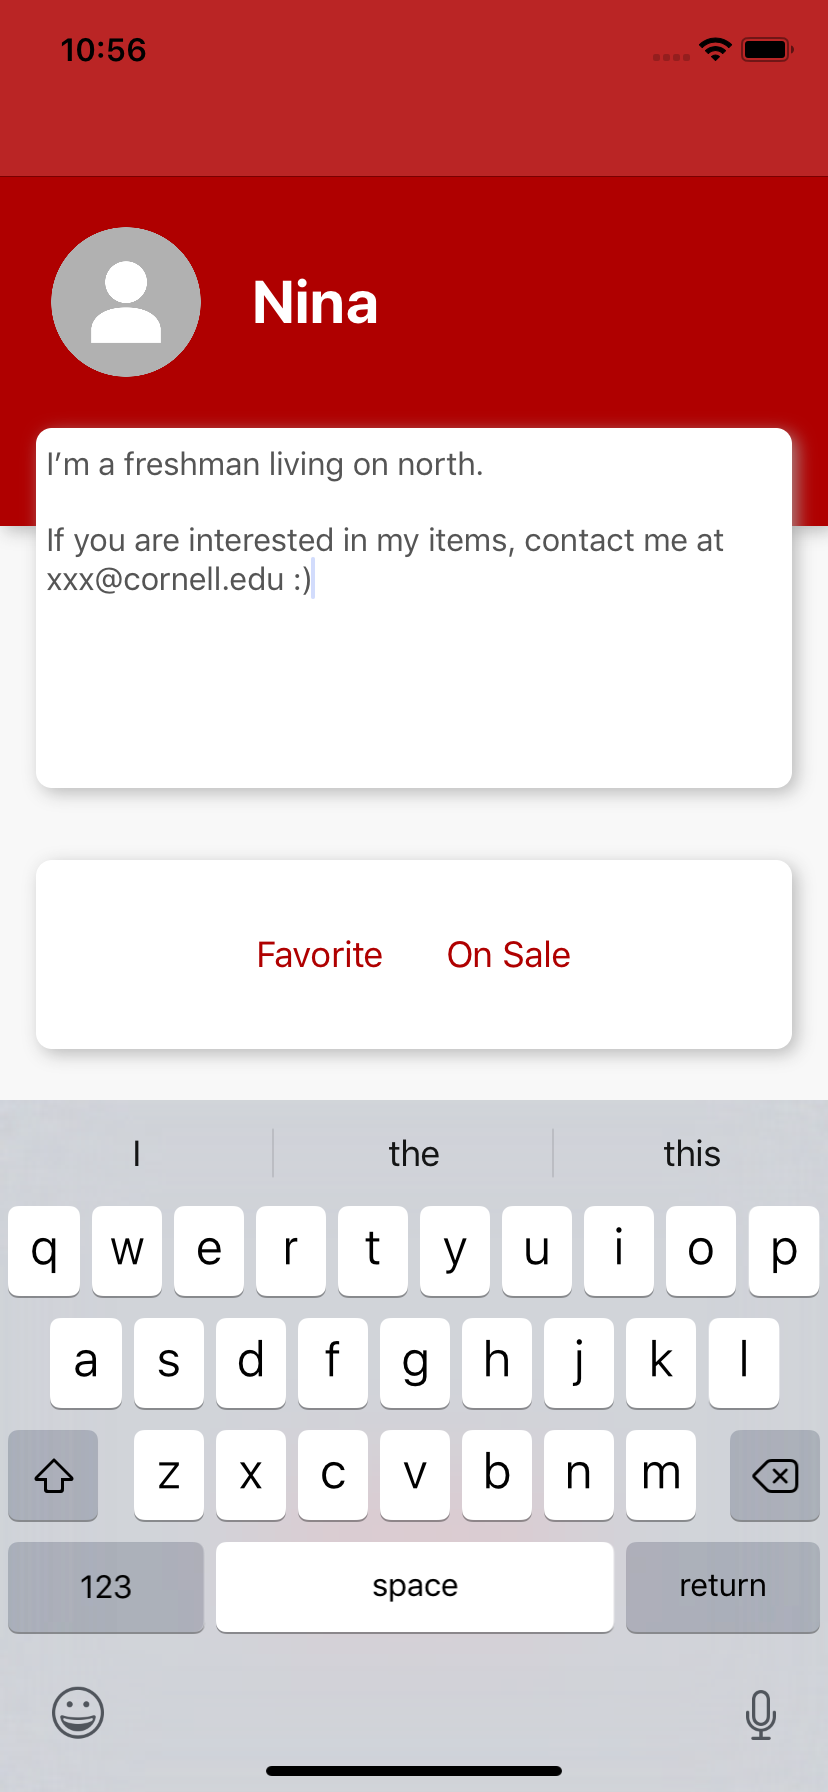 10:56
Nina
I’m a freshman living on north.
If you are interested in my items, contact me at
xxx@cornell.edu :)
Favorite On Sale
I the this
q w e r t y u i o p
a s d f g h j k l
z x c v b n m
123 space return